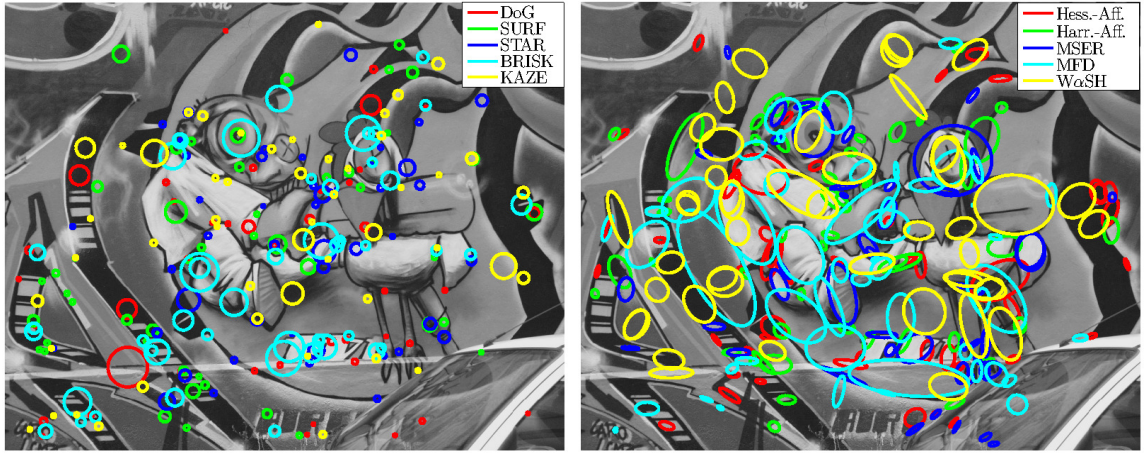 DoG
SURF
STAR
BRISK
KAZE
Hess.-Aff.
Harr.-Aff.
MSER
MFD
WαSH